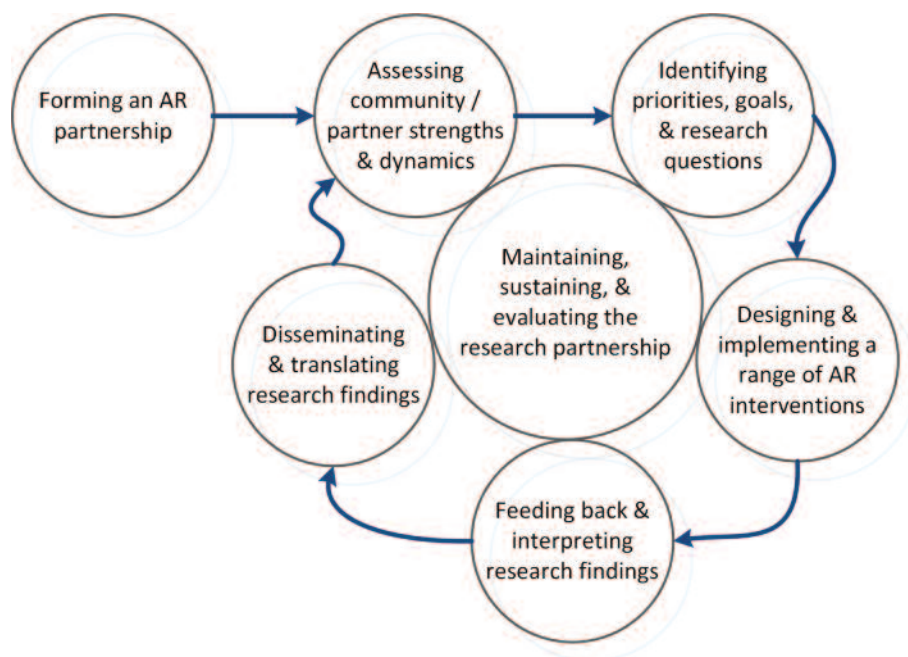 Forming an AR
partnership
Assessing
community /
partner strengths
& dynamics
Identifying
priorities, goals,
& research
questions
Maintaining,
sustaining, &
evaluating the
research partnership
Designing &
implementing a
range of AR
interventions
Feeding back &
interpreting
research findings
Disseminating
& translating
research findings